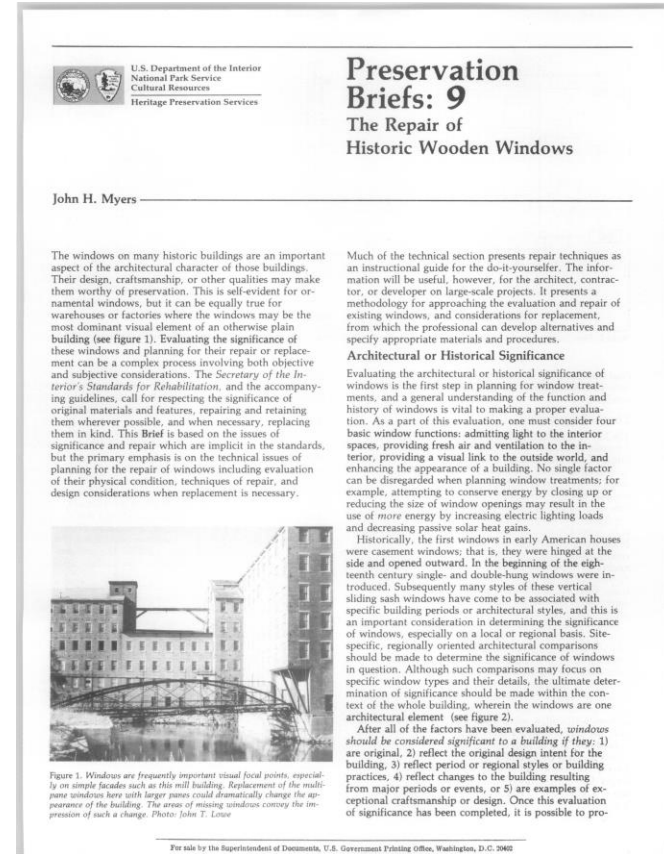 U.S. Department of the Interior
National Park Service
Cultural Resources
Heritage Preservation Services
Preservation
Briefs: 9
The Repair of
Historic Wooden Windows
John H. Myers
The windows on many historic buildings are an important
aspect of the architectural character of those buildings.
Their design, craftsmanship, or other qualities may make
them worthy of preservation. This is self-evident for or-
namental windows, but it can be equally true for
warehouses or factories where the windows may be the
most dominant visual element of an otherwise plain
building (see figure 1). Evaluating the significance of
these windows and planning for their repair or replace-
ment can be a complex process involving both objective
and subjective considerations. The Secretary of the In-
terior's Standards for Rehabilitation, and the accompany-
ing guidelines, call for respecting the significance of
original materials and features, repairing and retaining
them wherever possible, and when necessary, replacing
them in kind. This Brief is based on the issues of
significance and repair which are implicit in the standards,
but the primary emphasis is on the technical issues of
planning for the repair of windows including evaluation
of their physical condition, techniques of repair, and
design considerations when replacement is necessary.
Figure 1. Windows are frequently important visual focal points, especial-
ly on simple facades such as this mill building. Replacement of the multi-
pane windows here with larger panes could dramatically change the ap-
pearance of the building. The areas of missing windows convey the im-
pression of such a change. Photo: John T. Lowe
Much of the technical section presents repair techniques as
an instructional guide for the do-it-yourselfer. The infor-
mation will be useful, however, for the architect, contrac-
tor, or developer on large-scale projects. It presents a
methodology for approaching the evaluation and repair of
existing windows, and considerations for replacement,
from which the professional can develop alternatives and
specify appropriate materials and procedures.
Architectural or Historical Significance
Evaluating the architectural or historical significance of
windows is the first step in planning for window treat-
ments, and a general understanding of the function and
history of windows is vital to making a proper evalua-
tion. As a part of this evaluation, one must consider four
basic window functions: admitting light to the interior
spaces, providing fresh air and ventilation to the in-
terior, providing a visual link to the outside world, and
enhancing the appearance of a building. No single factor
can be disregarded when planning window treatments; for
example, attempting to conserve energy by closing up or
reducing the size of window openings may result in the
use of more energy by increasing electric lighting loads
and decreasing passive solar heat gains.
Historically, the first windows in early American houses
were casement windows; that is, they were hinged at the
side and opened outward. In the beginning of the eigh-
teenth century single- and double-hung windows were in-
troduced. Subsequently many styles of these vertical
sliding sash windows have come to be associated with
specific building periods or architectural styles, and this is
an important consideration in determining the significance
of windows, especially on a local or regional basis. Site-
specific, regionally oriented architectural comparisons
should be made to determine the significance of windows
in question. Although such comparisons may focus on
specific window types and their details, the ultimate deter-
mination of significance should be made within the con-
text of the whole building, wherein the windows are one
architectural element (see figure 2).
After all of the factors have been evaluated, windows
should be considered significant to a building if they: 1)
are original, 2) reflect the original design intent for the
building, 3) reflect period or regional styles or building
practices, 4) reflect changes to the building resulting
from major periods or events, or 5) are examples of ex-
ceptional craftsmanship or design. Once this evaluation
of significance has been completed, it is possible to pro-
For sale by the Superintendent of Documents, U.S. Government Printing Office, Washington, D.C. 20402